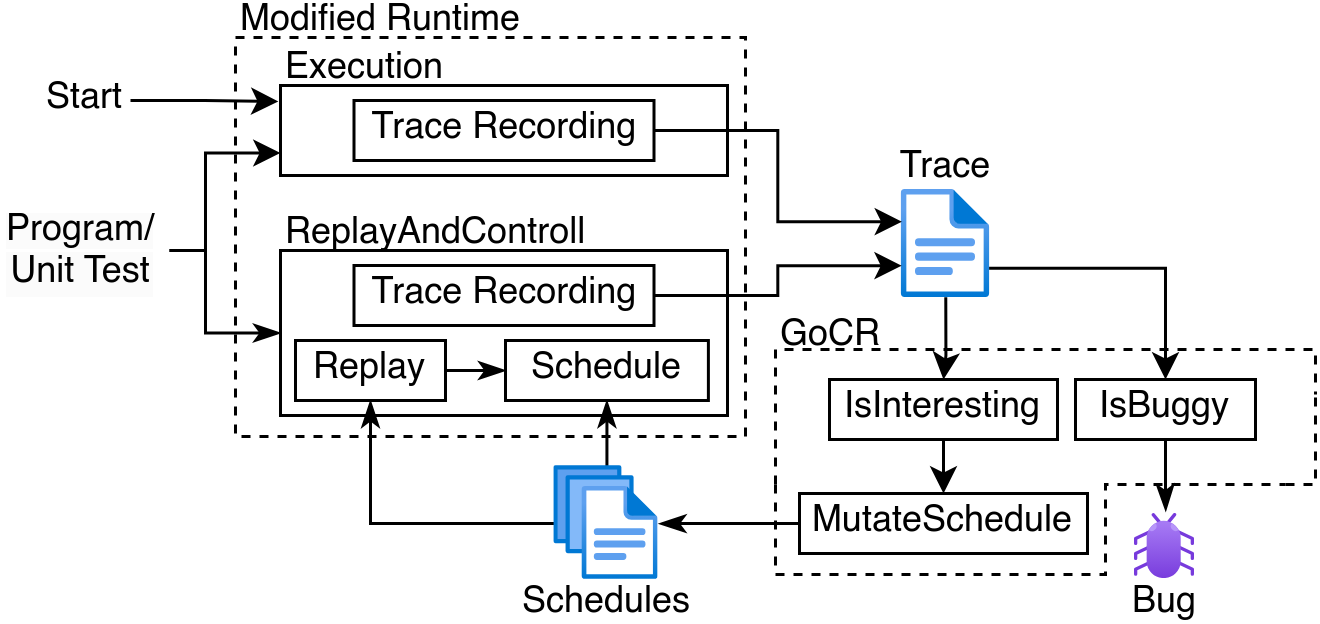 Modified Runtime
Execution
Start
Trace Recording
Trace
Program/
Unit Test
ReplayAndControll
Trace Recording
GoCR
Replay
Schedule
IsInteresting
IsBuggy
MutateSchedule
Schedules
Bug